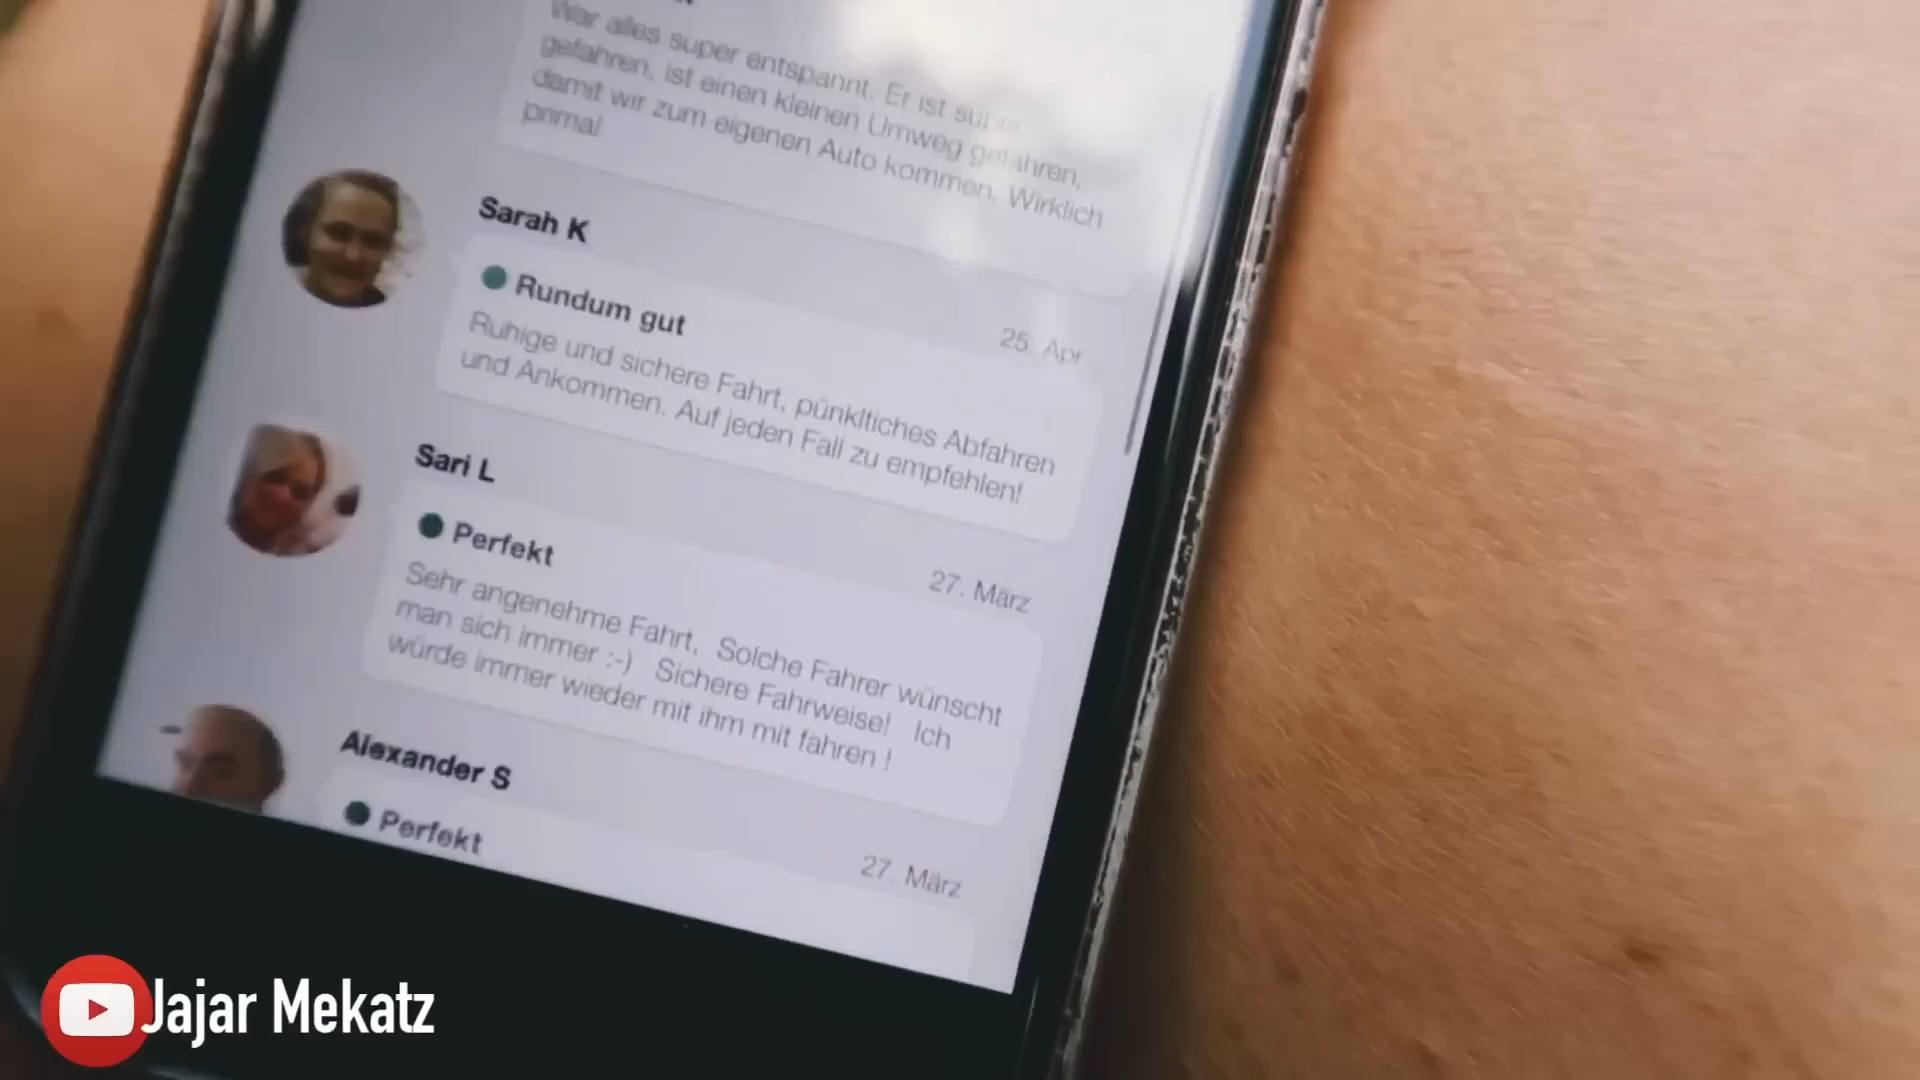 War alles super entspannt. Er ist super
gefahren, ist einen kleinen Umweg gefahren,
damit wir zum eigenen Auto kommen. Wirklich
prima!
Sarah K
Rundum gut
25. Apr
Ruhige und sichere Fahrt, pünkltiches Abfahren
und Ankommen. Auf jeden Fall zu empfehlen!
Sari L
Perfekt
27. März
Sehr angenehme Fahrt, Solche Fahrer wünscht
man sich immer :-) Sichere Fahrweise! Ich
würde immer wieder mit ihm mit fahren !
Alexander S
Perfekt
27. März
Jajar Mekatz